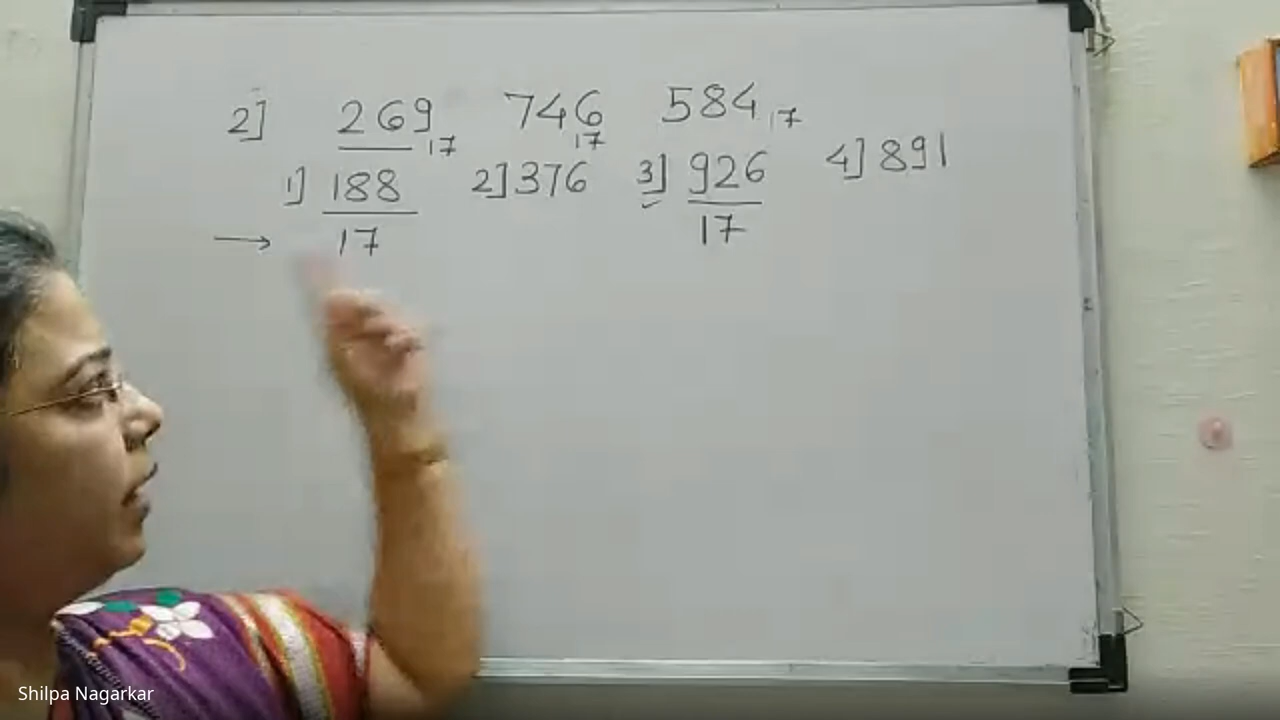 2] 269 746 584
17 17 17
1] 188 2] 376 3] 926 4] 891
17 17
Shilpa Nagarkar